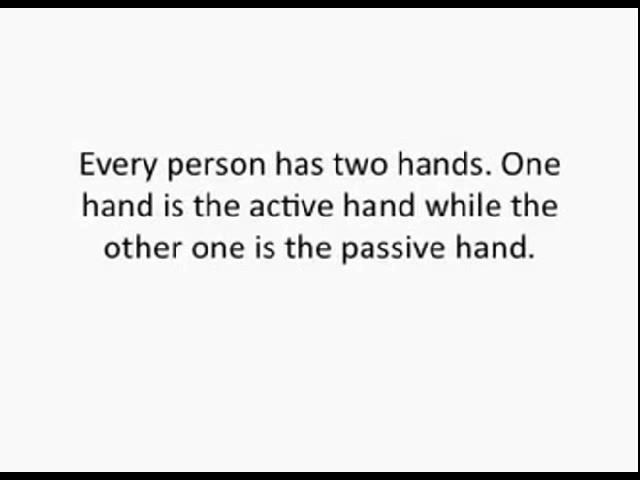 Every person has two hands. One
hand is the active hand while the
other one is the passive hand.